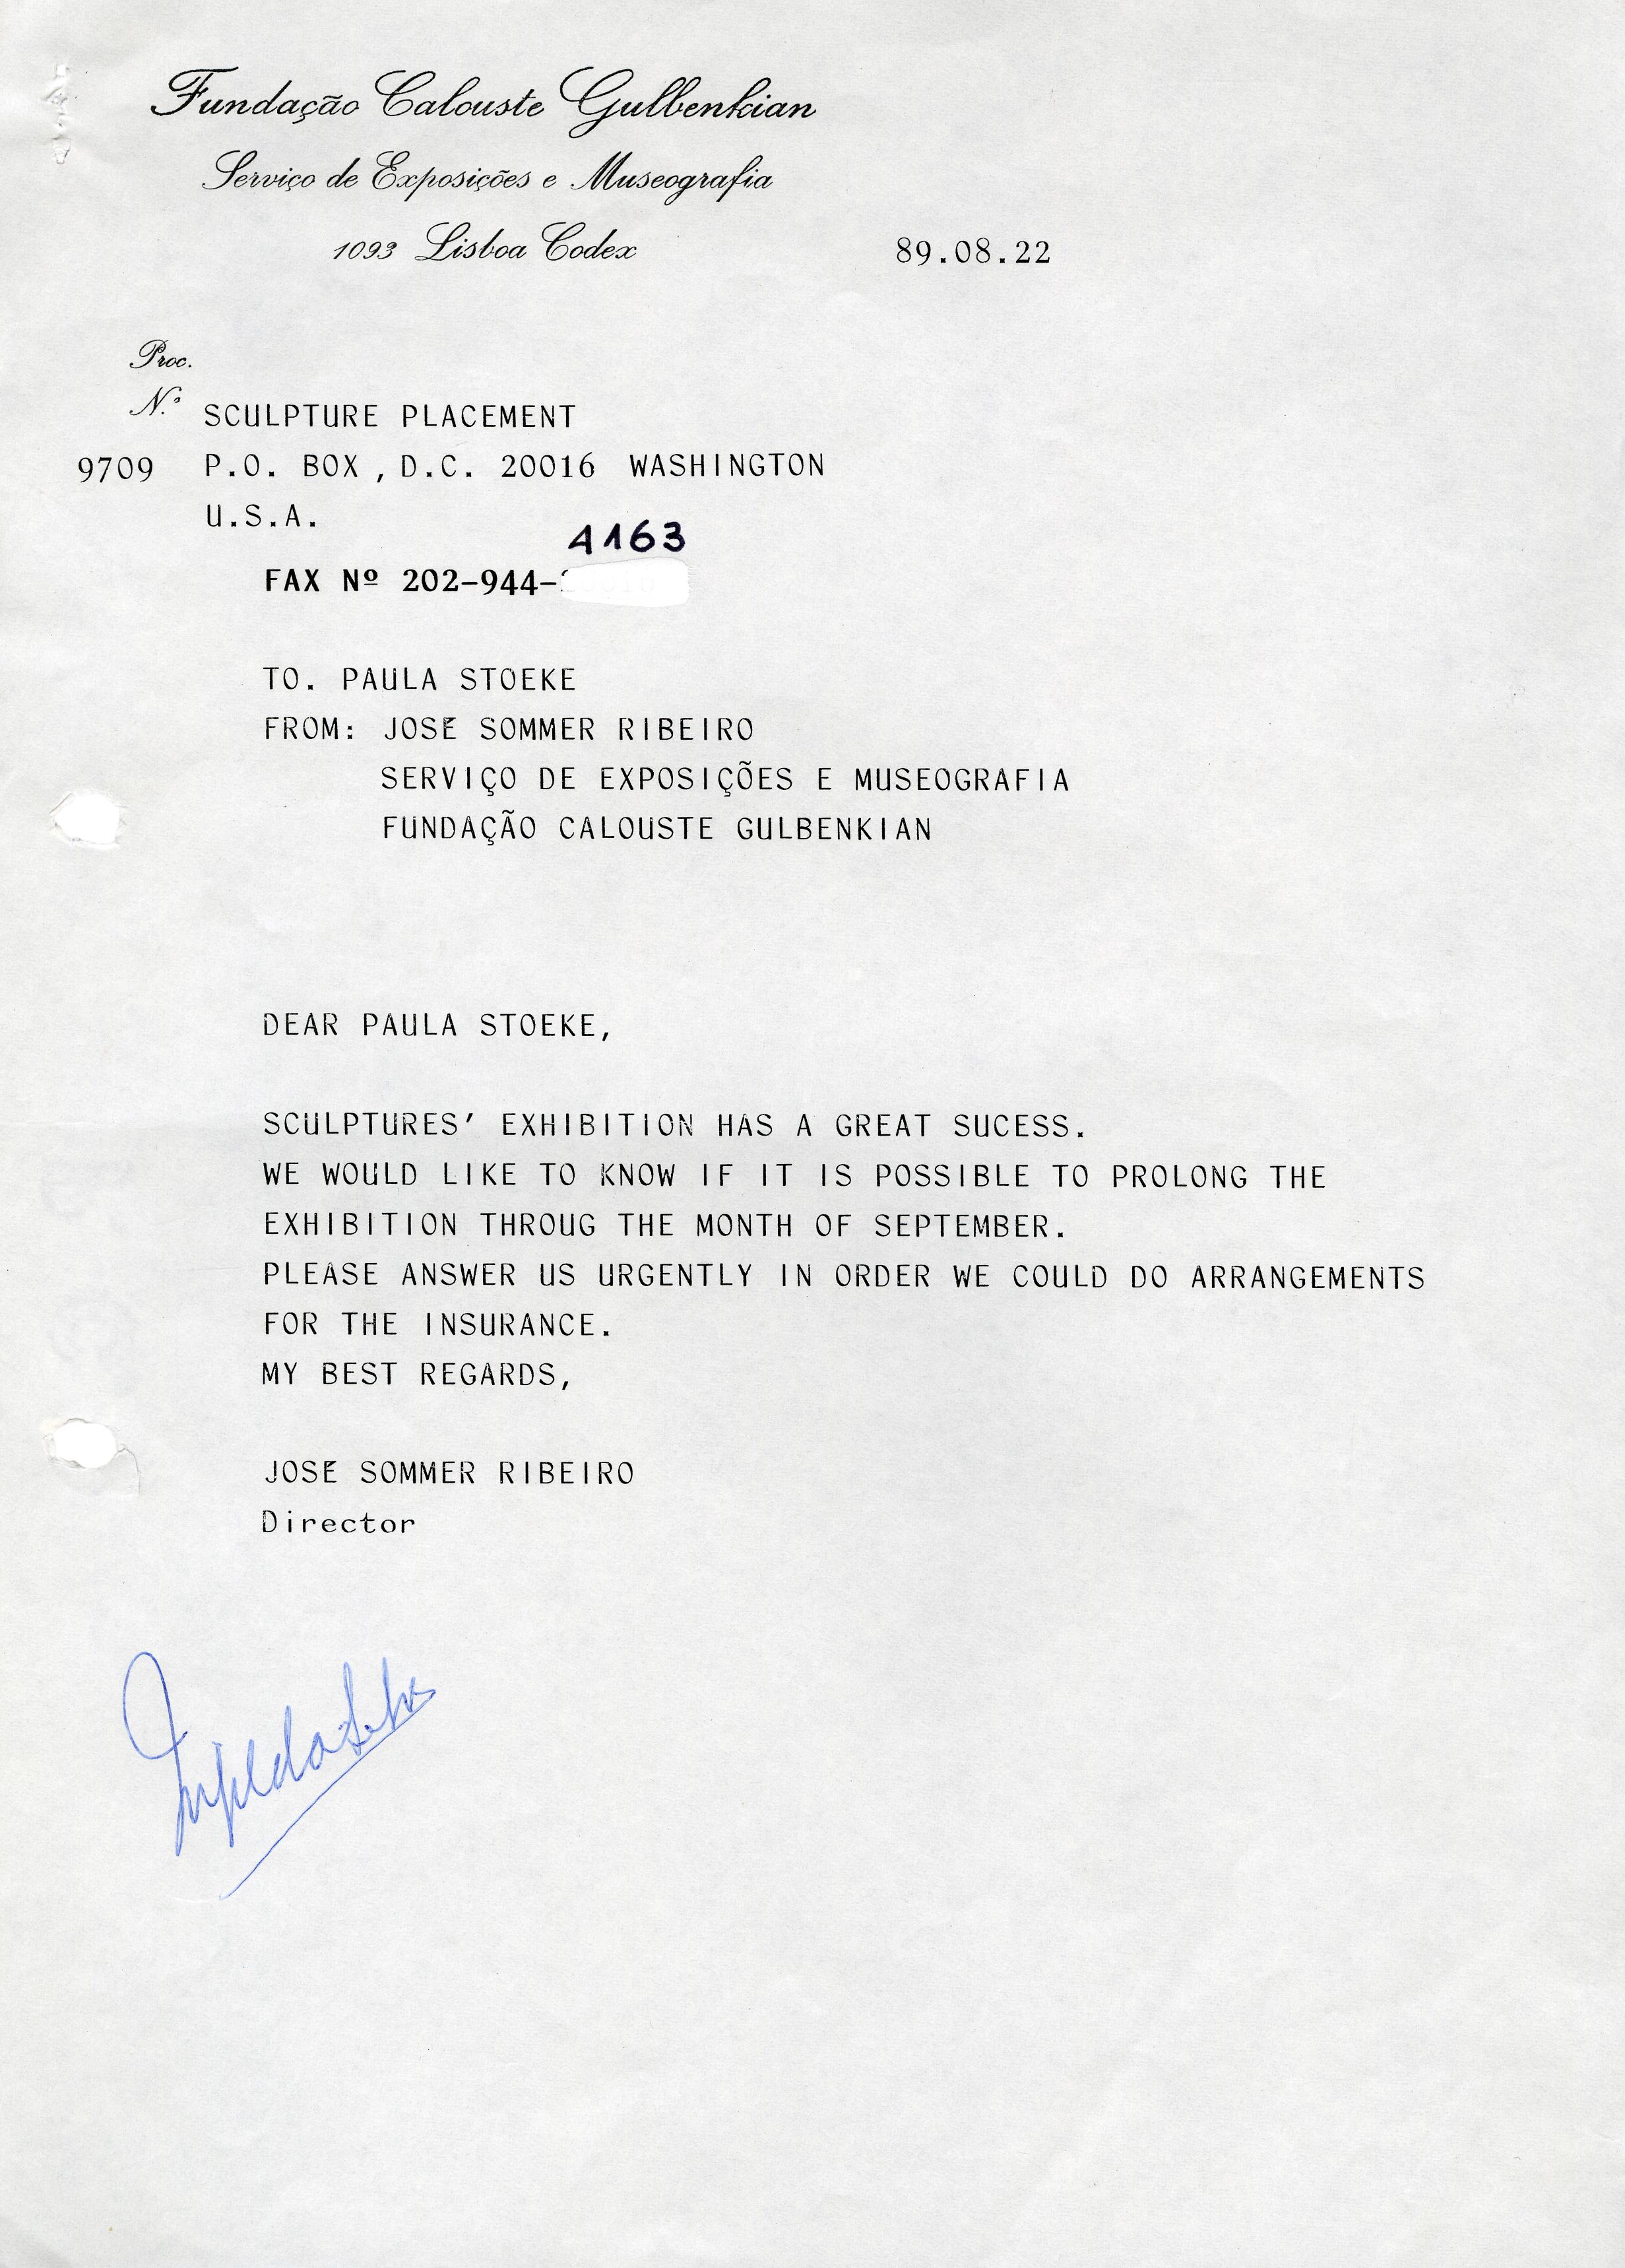 Fundação Calouste Gulbenkian
Serviço de Exposições e Museografia
1093 Lisboa Codex
89.08.22
Proc.
N.º SCULPTURE PLACEMENT
9709 P.O. BOX , D.C. 20016 WASHINGTON
U.S.A.
4163
FAX Nº 202-944-
TO. PAULA STOEKE
FROM: JOSE SOMMER RIBEIRO
SERVIÇO DE EXPOSIÇÕES E MUSEOGRAFIA
FUNDAÇÃO CALOUSTE GULBENKIAN
DEAR PAULA STOEKE,
SCULPTURES' EXHIBITION HAS A GREAT SUCESS.
WE WOULD LIKE TO KNOW IF IT IS POSSIBLE TO PROLONG THE
EXHIBITION THROUG THE MONTH OF SEPTEMBER.
PLEASE ANSWER US URGENTLY IN ORDER WE COULD DO ARRANGEMENTS
FOR THE INSURANCE.
MY BEST REGARDS,
JOSE SOMMER RIBEIRO
Director